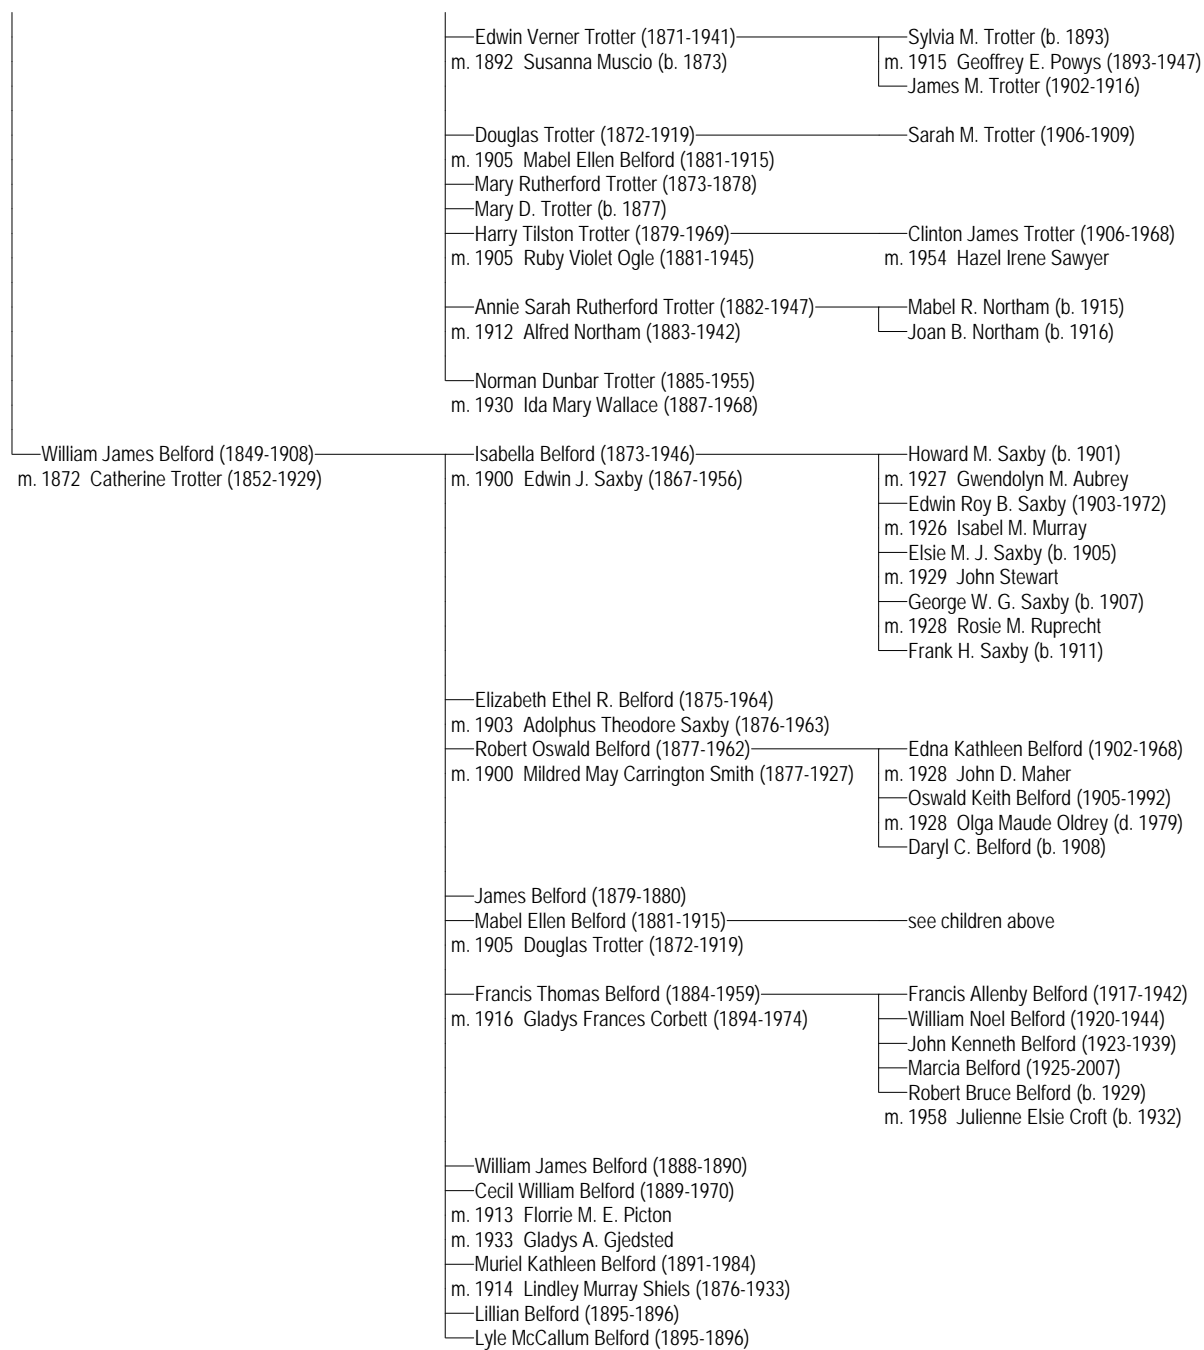 Edwin Verner Trotter (1871-1941) Sylvia M. Trotter (b. 1893)
m. 1892 Susanna Muscio (b. 1873) m. 1915 Geoffrey E. Powys (1893-1947)
James M. Trotter (1902-1916)
Douglas Trotter (1872-1919) Sarah M. Trotter (1906-1909)
m. 1905 Mabel Ellen Belford (1881-1915)
Mary Rutherford Trotter (1873-1878)
Mary D. Trotter (b. 1877)
Harry Tilston Trotter (1879-1969) Clinton James Trotter (1906-1968)
m. 1905 Ruby Violet Ogle (1881-1945) m. 1954 Hazel Irene Sawyer
Annie Sarah Rutherford Trotter (1882-1947) Mabel R. Northam (b. 1915)
m. 1912 Alfred Northam (1883-1942) Joan B. Northam (b. 1916)
Norman Dunbar Trotter (1885-1955)
m. 1930 Ida Mary Wallace (1887-1968)
William James Belford (1849-1908) Isabella Belford (1873-1946) Howard M. Saxby (b. 1901)
m. 1872 Catherine Trotter (1852-1929) m. 1900 Edwin J. Saxby (1867-1956) m. 1927 Gwendolyn M. Aubrey
Edwin Roy B. Saxby (1903-1972)
m. 1926 Isabel M. Murray
Elsie M. J. Saxby (b. 1905)
m. 1929 John Stewart
George W. G. Saxby (b. 1907)
m. 1928 Rosie M. Ruprecht
Frank H. Saxby (b. 1911)
Elizabeth Ethel R. Belford (1875-1964)
m. 1903 Adolphus Theodore Saxby (1876-1963)
Robert Oswald Belford (1877-1962) Edna Kathleen Belford (1902-1968)
m. 1900 Mildred May Carrington Smith (1877-1927) m. 1928 John D. Maher
Oswald Keith Belford (1905-1992)
m. 1928 Olga Maude Oldrey (d. 1979)
Daryl C. Belford (b. 1908)
James Belford (1879-1880)
Mabel Ellen Belford (1881-1915) see children above
m. 1905 Douglas Trotter (1872-1919)
Francis Thomas Belford (1884-1959) Francis Allenby Belford (1917-1942)
m. 1916 Gladys Frances Corbett (1894-1974) William Noel Belford (1920-1944)
John Kenneth Belford (1923-1939)
Marcia Belford (1925-2007)
Robert Bruce Belford (b. 1929)
m. 1958 Julienne Elsie Croft (b. 1932)
William James Belford (1888-1890)
Cecil William Belford (1889-1970)
m. 1913 Florrie M. E. Picton
m. 1933 Gladys A. Gjedsted
Muriel Kathleen Belford (1891-1984)
m. 1914 Lindley Murray Shiels (1876-1933)
Lillian Belford (1895-1896)
Lyle McCallum Belford (1895-1896)